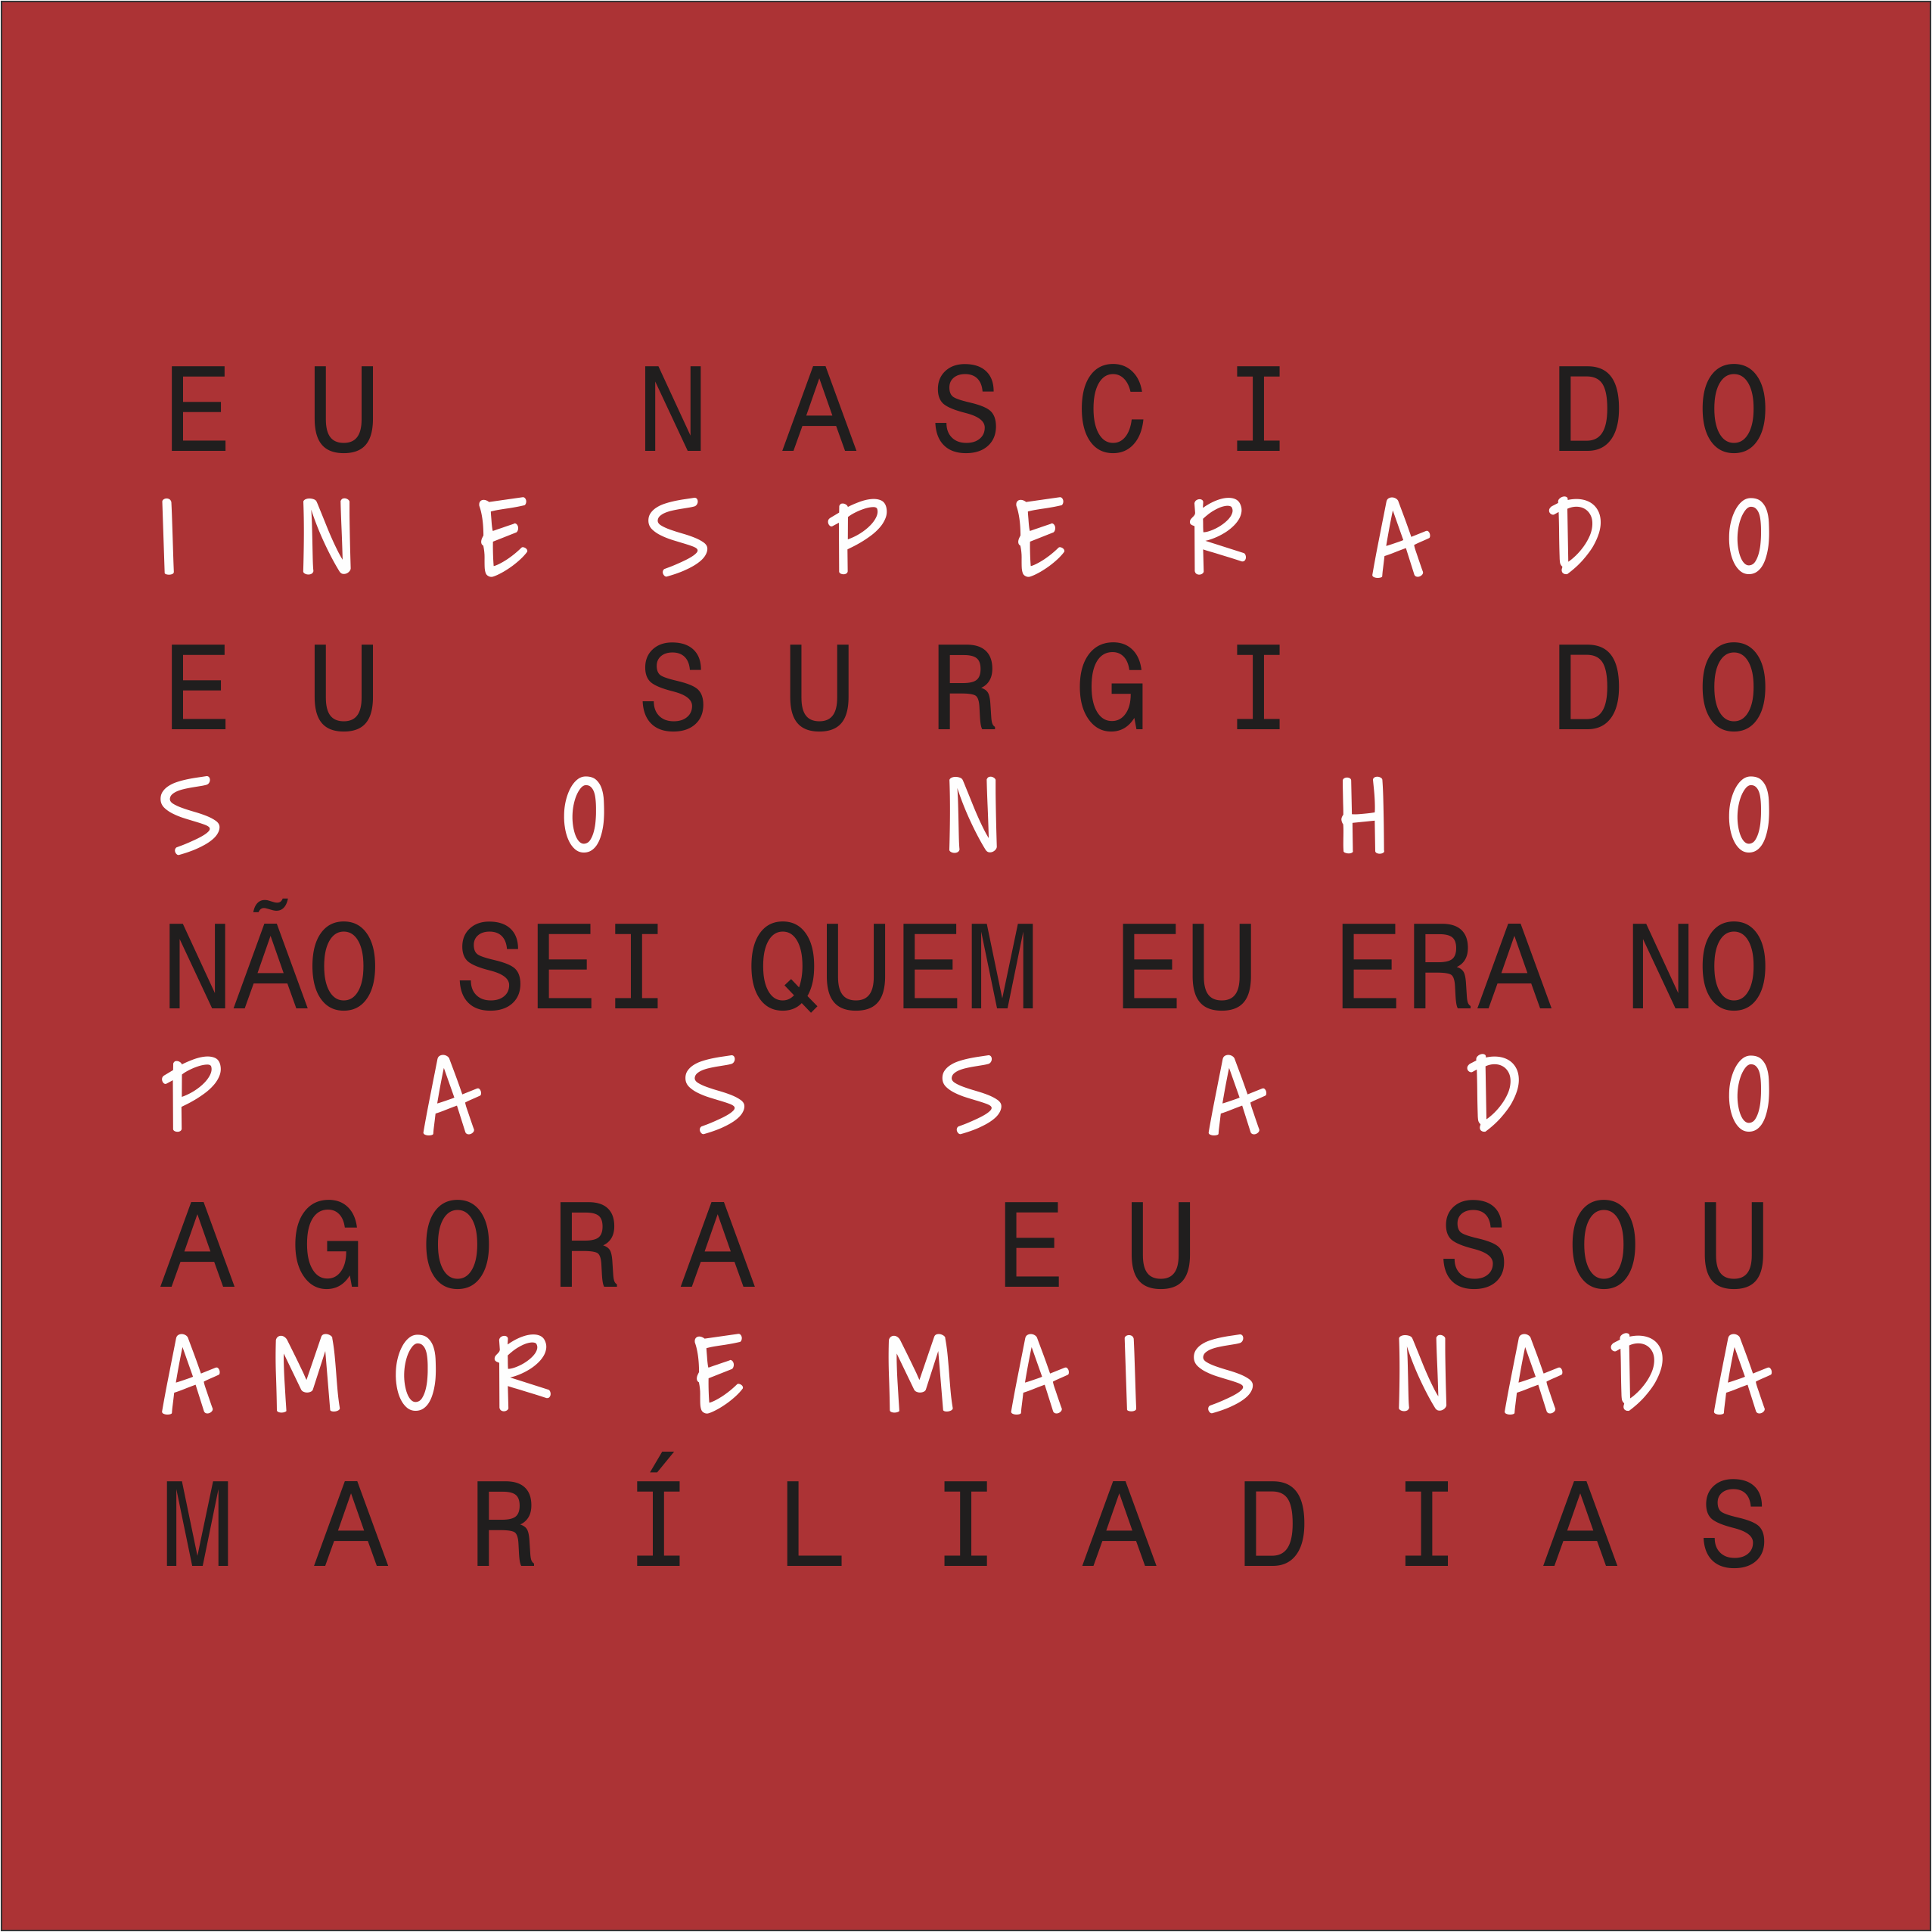 EU NASCI DO
INESPERADO
EU SURGI DO
SONHO
NÃO SEI QUEM EU ERA NO
PASSADO
AGORA EU SOU
AMOR E MAIS NADA
MARÍLIA DIAS